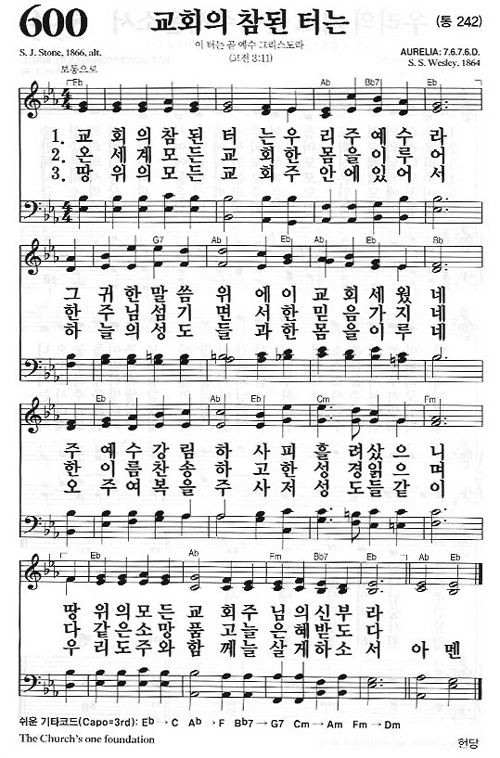 600 교회의 참된 터는 (통 242)
이 터는 곧 예수 그리스도라
(고전 3:11)
S. J. Stone, 1866, alt.
AURELIA: 7.6.7.6.D.
S. S. Wesley, 1864
보통으로
Eb Ab Bb7 Eb
1. 교 회 의 참 된 터 는 우 리 주 예 수 라
2. 온 세 계 모 든 교 회 한 몸 을 이 루 어
3. 땅 위 의 모 든 교 회 주 안 에 있 어 서
G7 Ab Eb Ab Eb Bb
그 귀 한 말 씀 위 에 이 교 회 세 웠 네
한 주 님 섬 기 면 서 한 믿 음 가 지 네
하 늘 의 성 도 들 과 한 몸 을 이 루 네
Eb Ab Eb Cm Fm
주 예 수 강 림 하 사 피 흘 려 샀 으 니
한 이 름 찬 송 하 고 한 성 경 읽 으 며
오 주 여 복 을 주 사 저 성 도 들 같 이
Eb Ab Fm Bb7 Eb Ab Eb
땅 위 의 모 든 교 회 주 님 의 신 부 라
다 같 은 소 망 품 고 늘 은 혜 받 도 다
우 리 도 주 와 함 께 늘 살 게 하 소 서 아 멘
쉬운 기타코드(Capo=3rd): Eb → C Ab → F Bb7 → G7 Cm → Am Fm → Dm
The Church's one foundation
헌당